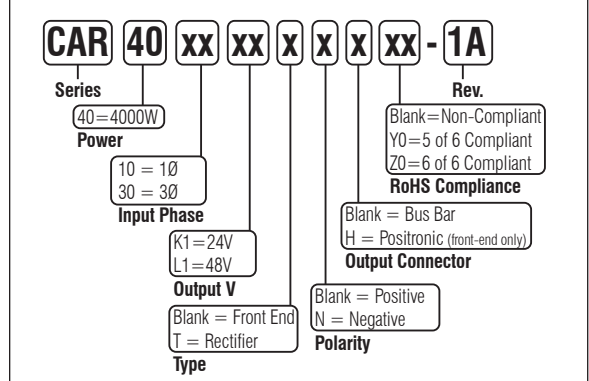 CAR 40 xx xx x x x xx - 1A
Series
Rev.
40=4000W
Power
Blank=Non-Compliant
Y0=5 of 6 Compliant
Z0=6 of 6 Compliant
RoHS Compliance
10 = 1Ø
30 = 3Ø
Input Phase
Blank = Bus Bar
H = Positronic (front-end only)
Output Connector
K1=24V
L1=48V
Output V
Blank = Positive
N = Negative
Polarity
Blank = Front End
T = Rectifier
Type